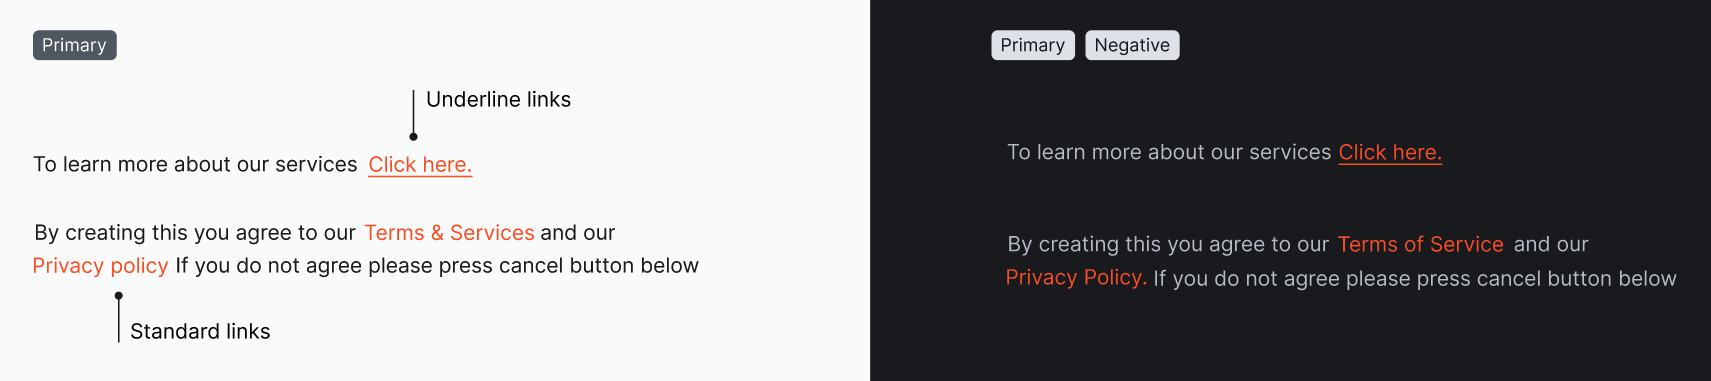 Primary
Underline links
To learn more about our services Click here.
By creating this you agree to our Terms & Services and our
Privacy policy If you do not agree please press cancel button below
Standard links
Primary Negative
To learn more about our services Click here.
By creating this you agree to our Terms of Service and our
Privacy Policy. If you do not agree please press cancel button below